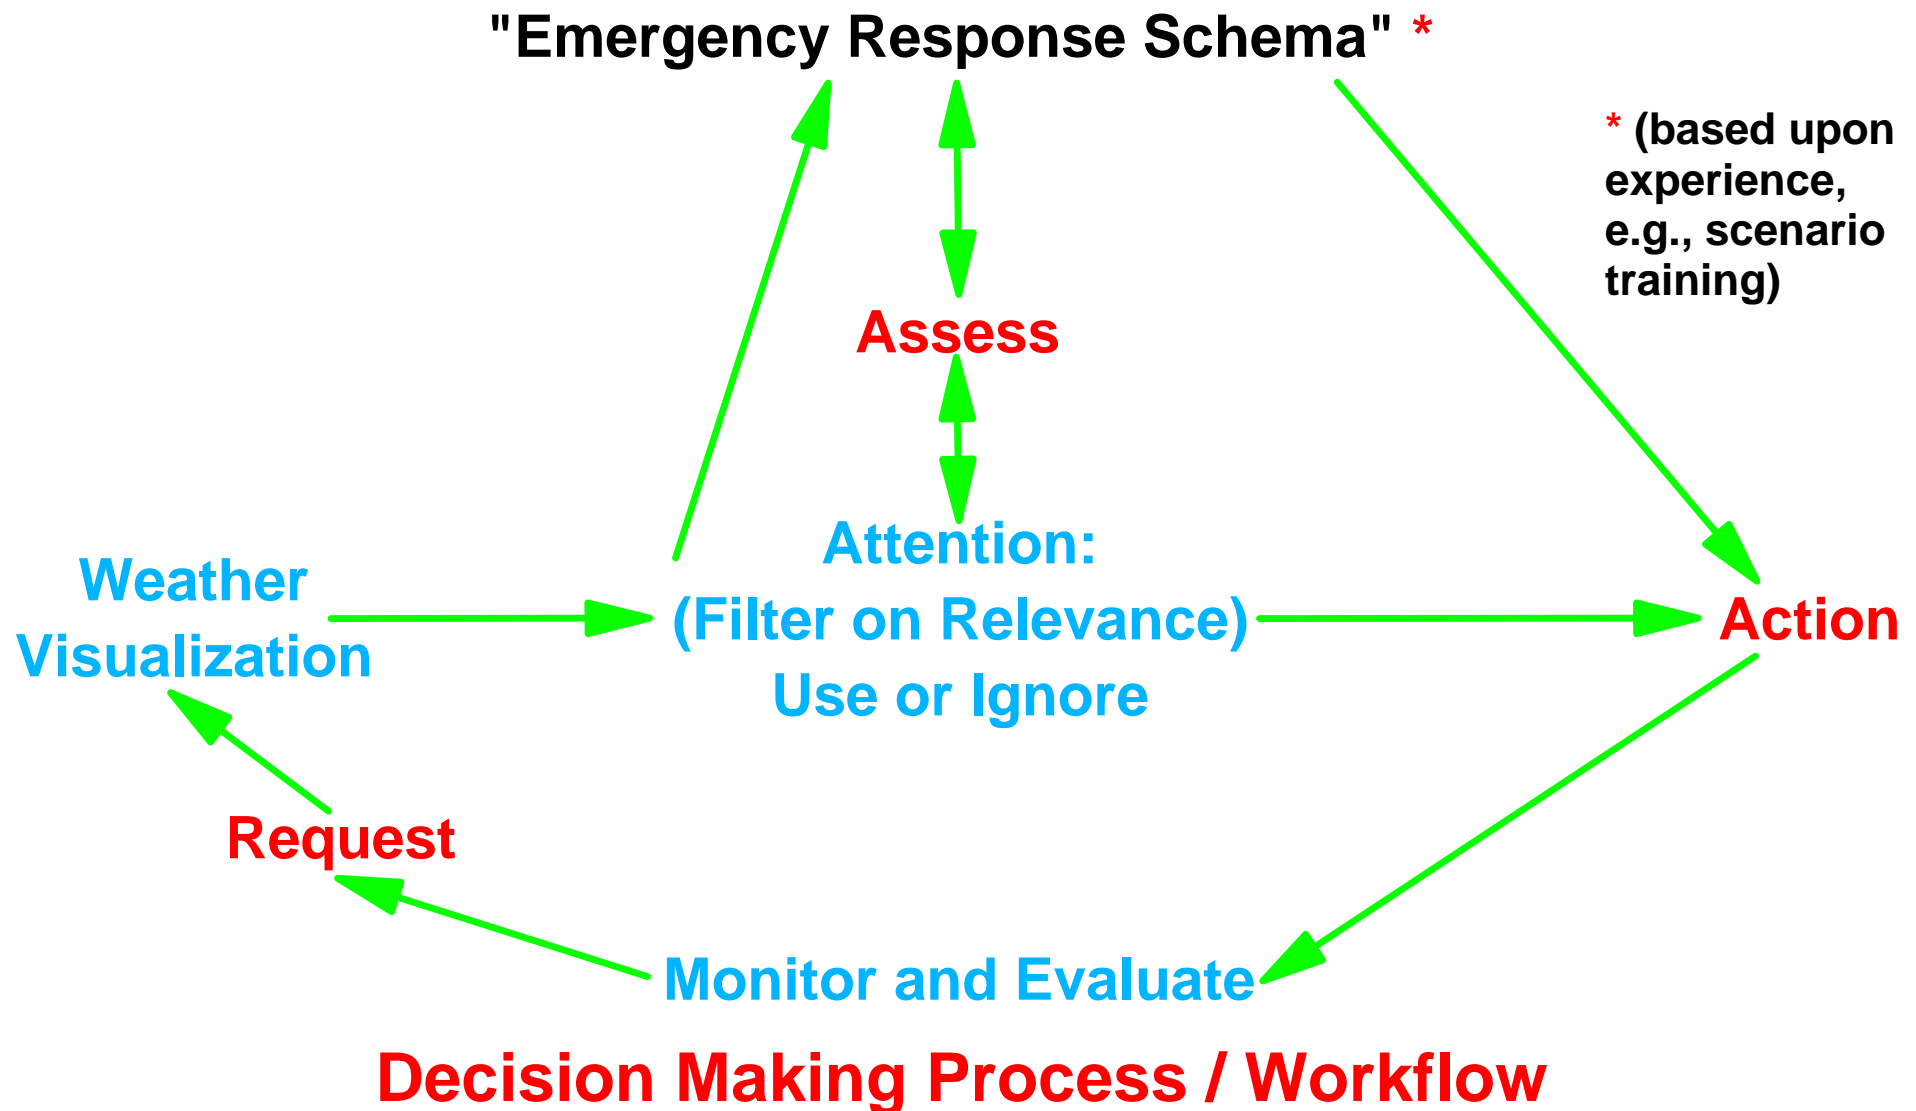 "Emergency Response Schema" *
* (based upon
experience,
e.g., scenario
training)
Assess
Attention:
(Filter on Relevance)
Use or Ignore
Weather
Visualization
Action
Request
Monitor and Evaluate
Decision Making Process / Workflow